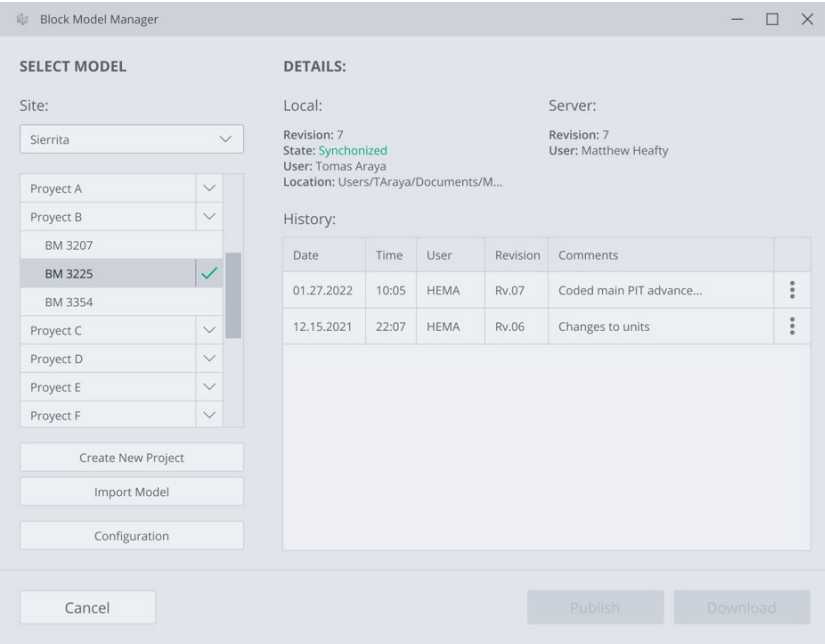 Block Model Manager
SELECT MODEL
Site:
Sierrita
Proyect A
Proyect B
BM 3207
BM 3225
BM 3354
Proyect C
Proyect D
Proyect E
Proyect F
Create New Project
Import Model
Configuration
DETAILS:
Local:
Revision: 7
State: Synchonized
User: Tomas Araya
Location: Users/TAraya/Documents/M...
Server:
Revision: 7
User: Matthew Heafty
History:
Date Time User Revision Comments
01.27.2022 10:05 HEMA Rv.07 Coded main PIT advance...
12.15.2021 22:07 HEMA Rv.06 Changes to units
Cancel
Publish
Download